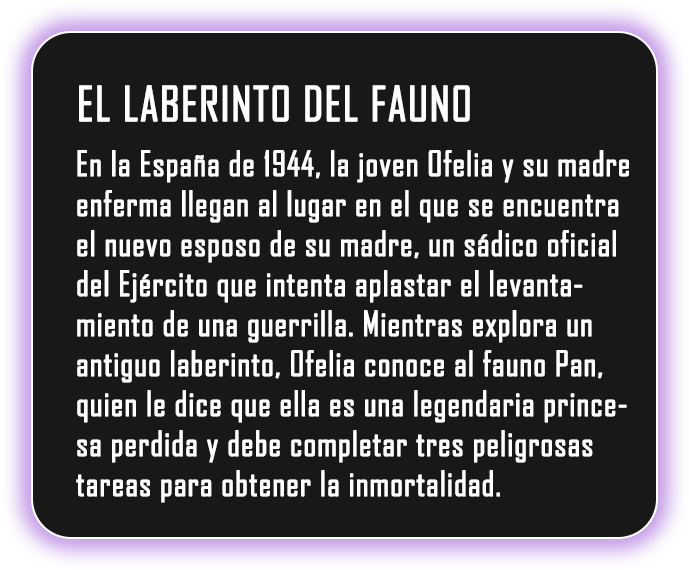 EL LABERINTO DEL FAUNO
En la España de 1944, la joven Ofelia y su madre
enferma llegan al lugar en el que se encuentra
el nuevo esposo de su madre, un sádico oficial
del Ejército que intenta aplastar el levanta-
miento de una guerrilla. Mientras explora un
antiguo laberinto, Ofelia conoce al fauno Pan,
quien le dice que ella es una legendaria prince-
sa perdida y debe completar tres peligrosas
tareas para obtener la inmortalidad.